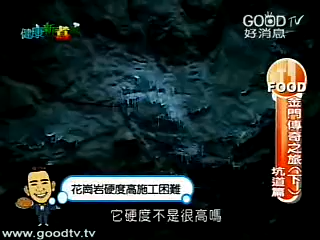 健康新煮
GOOD TV
好消息
FOOD
金門傳奇之旅(下)
坑道篇
花崗岩硬度高施工困難
它硬度不是很高嗎
www.goodtv.tv